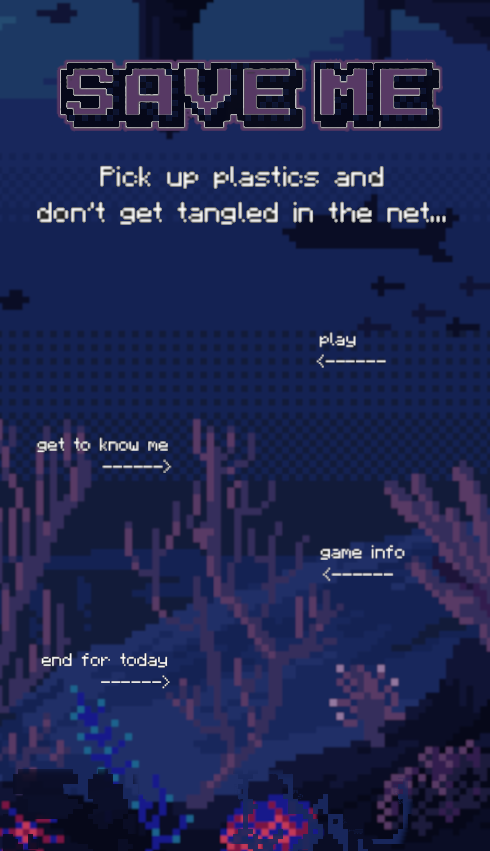 SAVE ME
Pick up plastics and
don't get tangled in the net...
play
<------
get to know me
------>
game info
<------
end for today
------>